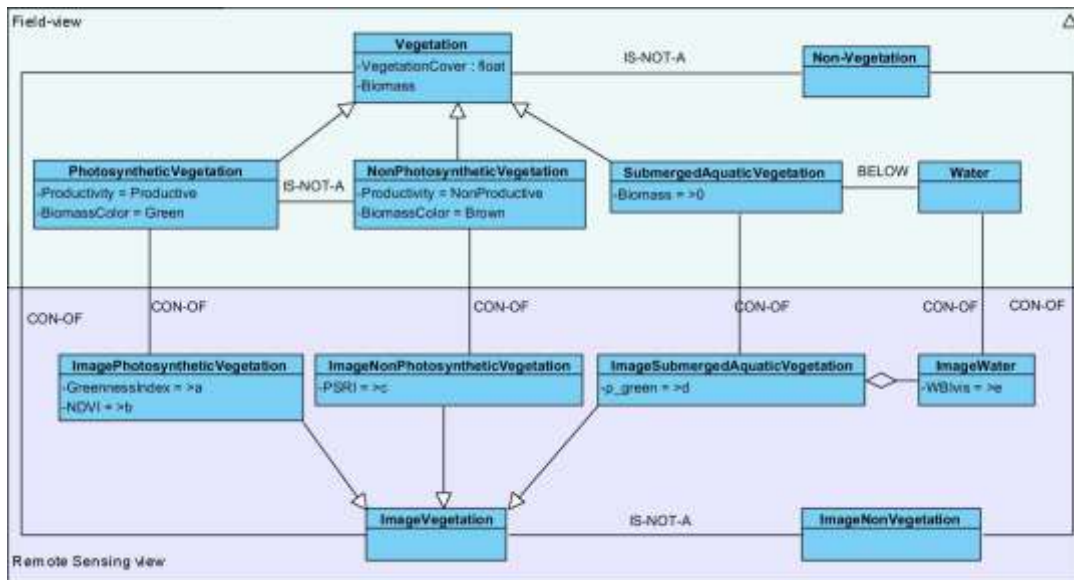 Field-view
Vegetation
-VegetationCover : float
-Biomass
IS-NOT-A
Non-Vegetation
PhotosyntheticVegetation
-Productivity = Productive
-BiomassColor = Green
IS-NOT-A
NonPhotosyntheticVegetation
-Productivity = NonProductive
-BiomassColor = Brown
SubmergedAquaticVegetation
-Biomass = >0
BELOW
Water
CON-OF
CON-OF
CON-OF
CON-OF
CON-OF
CON-OF
ImagePhotosyntheticVegetation
-GreennessIndex = >a
-NDVI = >b
ImageNonPhotosyntheticVegetation
-PSRI = >c
ImageSubmergedAquaticVegetation
-p_green = >d
ImageWater
-WBIvis = >e
ImageVegetation
IS-NOT-A
ImageNonVegetation
Remote Sensing view